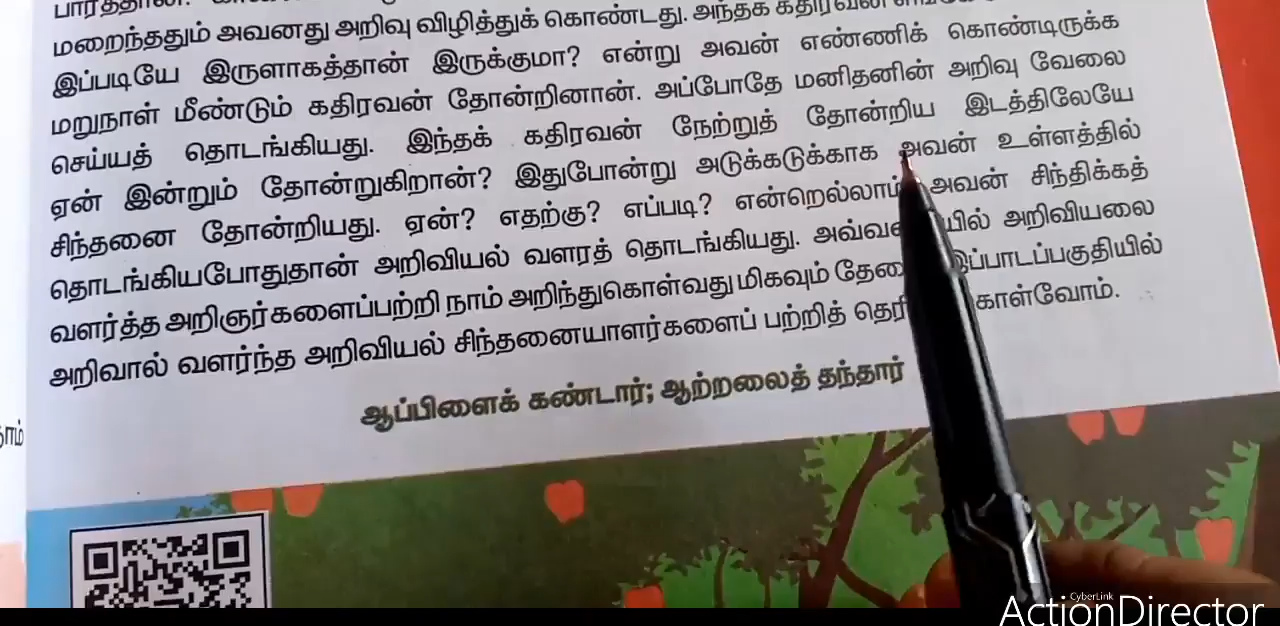 மறைந்ததும் அவனது அறிவு விழித்துக் கொண்டது. அந்தக் கதிரவன்
இப்படியே இருளாகத்தான் இருக்குமா? என்று அவன் எண்ணிக் கொண்டிருக்க
மறுநாள் மீண்டும் கதிரவன் தோன்றினான். அப்போதே மனிதனின் அறிவு வேலை
செய்யத் தொடங்கியது. இந்தக் கதிரவன் நேற்றுத் தோன்றிய இடத்திலேயே
ஏன் இன்றும் தோன்றுகிறான்? இதுபோன்று அடுக்கடுக்காக அவன் உள்ளத்தில்
சிந்தனை தோன்றியது. ஏன்? எதற்கு? எப்படி? என்றெல்லாம் அவன் சிந்திக்கத்
தொடங்கியபோதுதான் அறிவியல் வளரத் தொடங்கியது. அறிவியலை
வளர்த்த அறிஞர்களைப்பற்றி நாம் அறிந்துகொள்வது மிகவும் இப்பாடப்பகுதியில்
அறிவால் வளர்ந்த அறிவியல் சிந்தனையாளர்களைப் பற்றித்
ஆப்பிளைக் கண்டார்; ஆற்றலைத் தந்தார்
CyberLink
ActionDirector